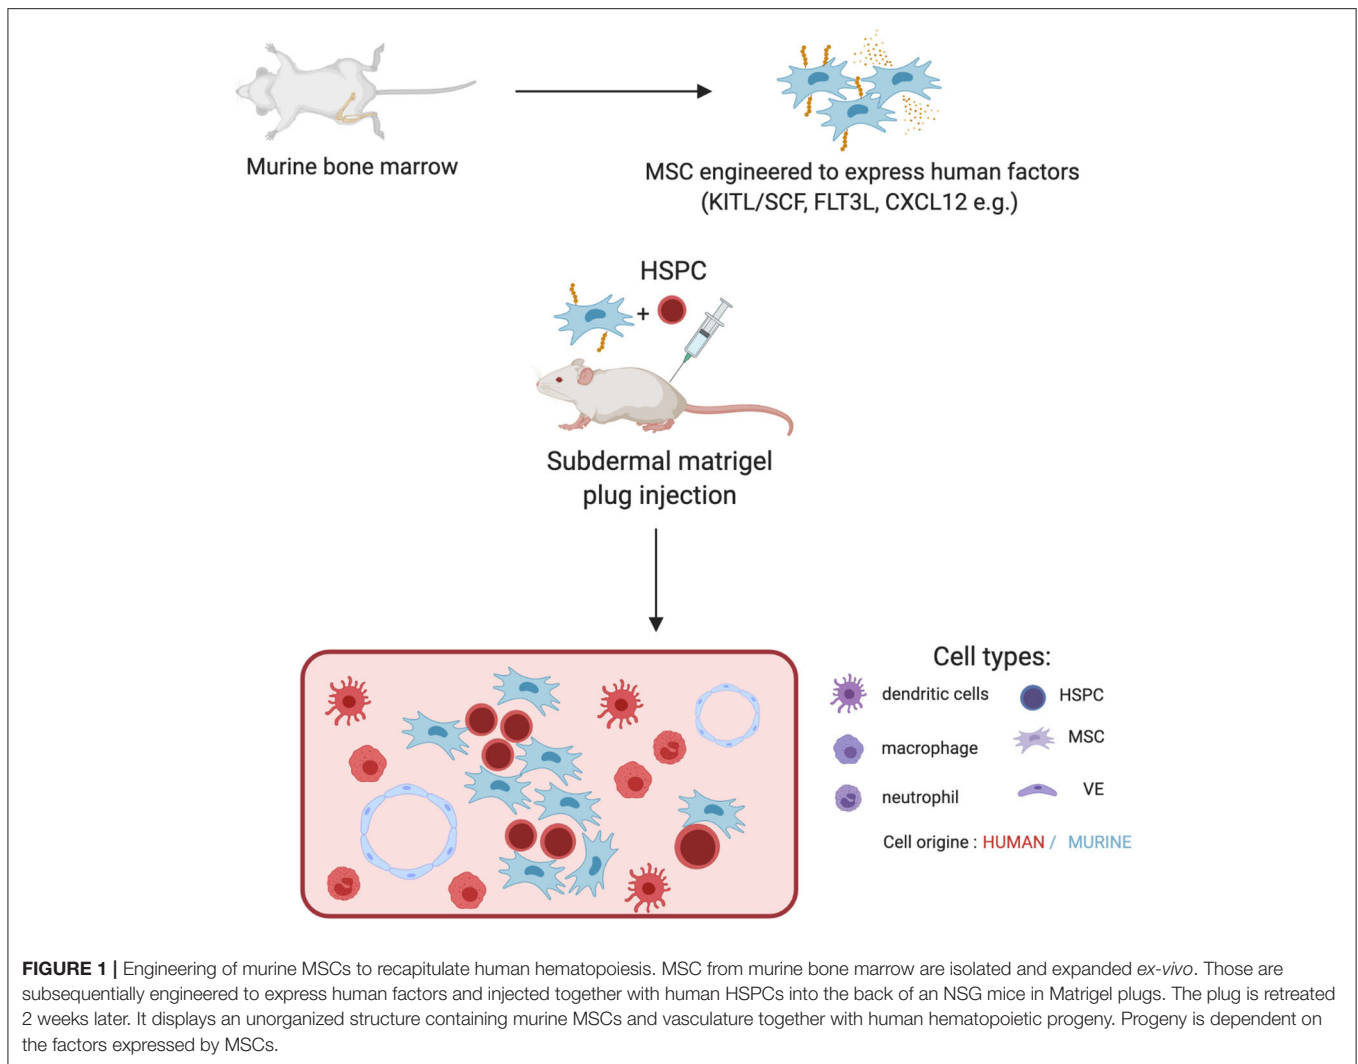 Murine bone marrow
MSC engineered to express human factors
(KITL/SCF, FLT3L, CXCL12 e.g.)
HSPC
+
Subdermal matrigel
plug injection
Cell types:
dendritic cells
HSPC
macrophage
MSC
neutrophil
VE
Cell origine : HUMAN / MURINE
FIGURE 1 | Engineering of murine MSCs to recapitulate human hematopoiesis. MSC from murine bone marrow are isolated and expanded ex-vivo. Those are
subsequentially engineered to express human factors and injected together with human HSPCs into the back of an NSG mice in Matrigel plugs. The plug is retreated
2 weeks later. It displays an unorganized structure containing murine MSCs and vasculature together with human hematopoietic progeny. Progeny is dependent on
the factors expressed by MSCs.